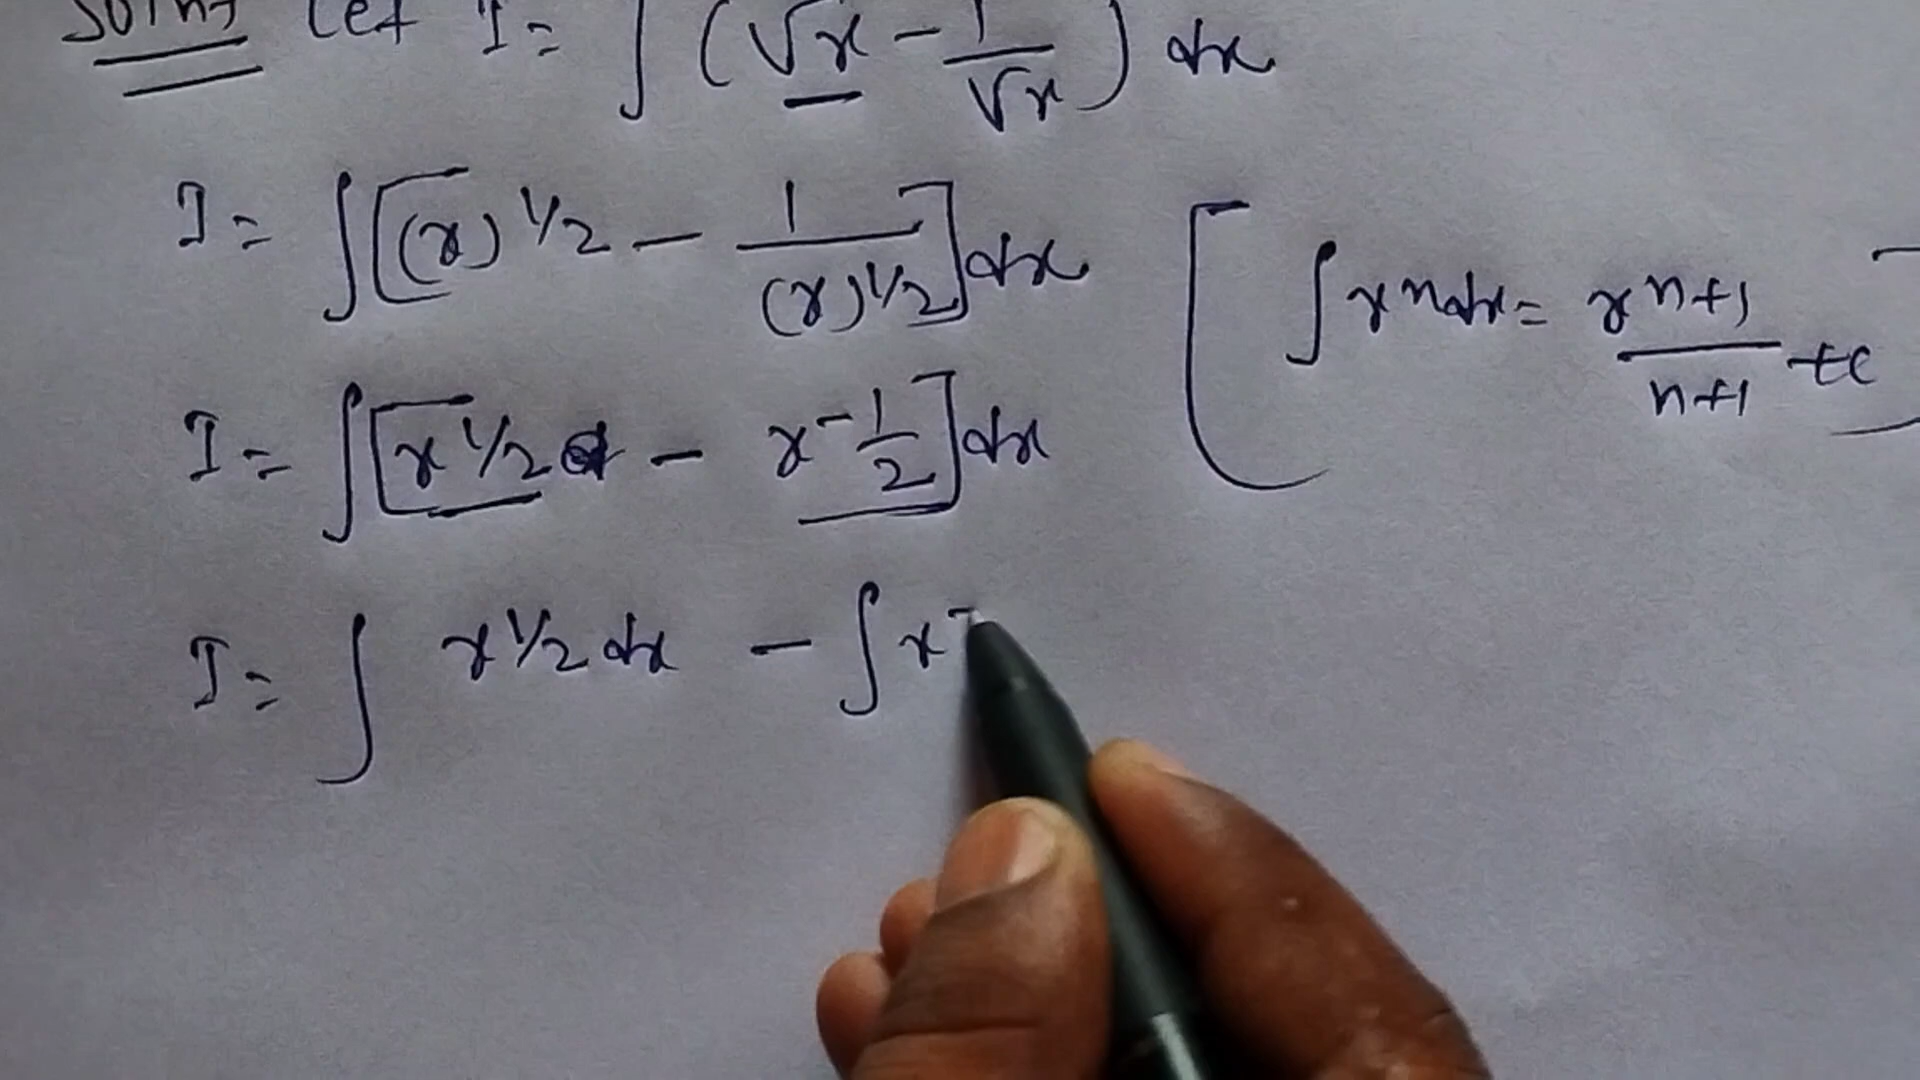 Soln: Let I = ∫ (√x - 1/√x) dx
I = ∫[(x)^1/2 - 1/(x)^1/2]dx
[∫x^n dx = x^n+1/n+1 + c]
I = ∫[x^1/2 - x^-1/2]dx
I = ∫ x^1/2 dx - ∫x^-